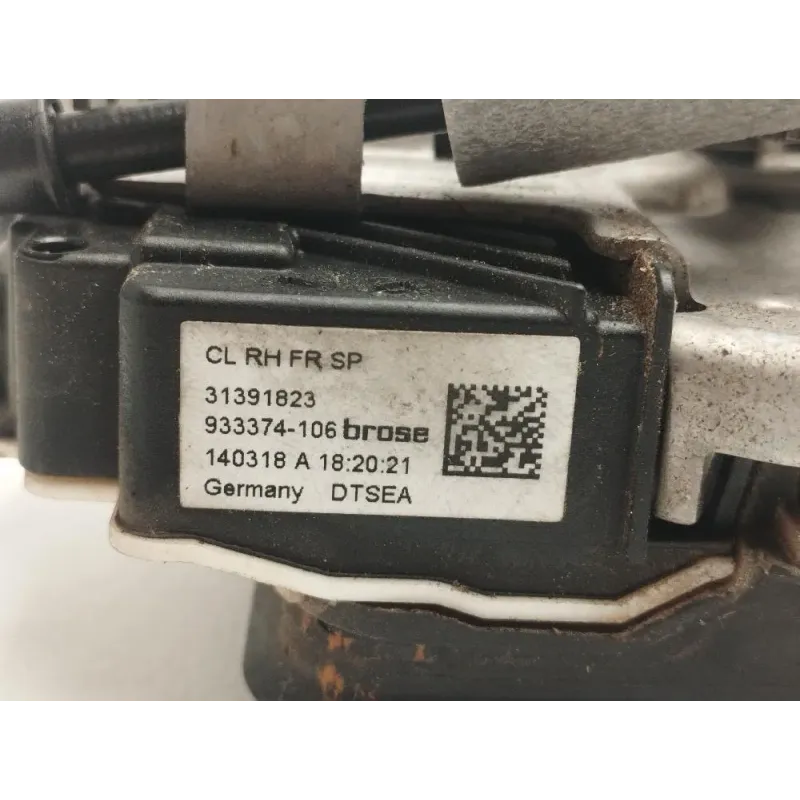 CL RH FR SP
31391823
933374-106 brose
140318 A 18:20:21
Germany DTSEA